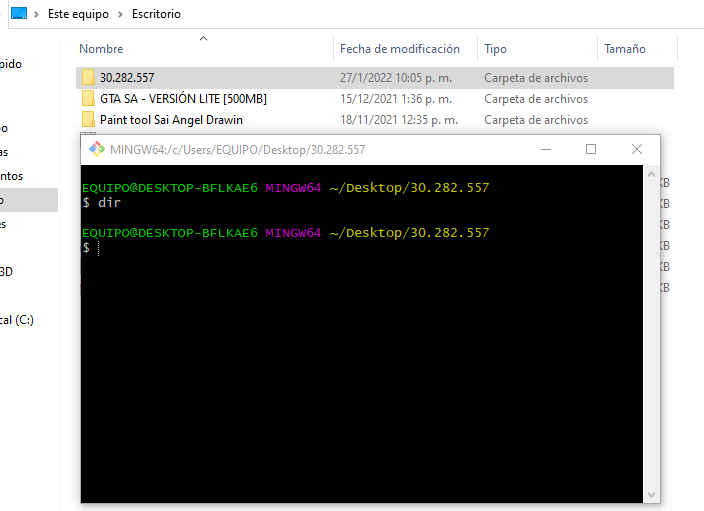 Este equipo > Escritorio
Nombre Fecha de modificación Tipo Tamaño
pido
30.282.557 27/1/2022 10:05 p. m. Carpeta de archivos
GTA SA - VERSIÓN LITE [500MB] 15/12/2021 1:36 p. m. Carpeta de archivos
Paint tool Sai Angel Drawin 18/11/2021 12:35 p. m. Carpeta de archivos
MINGW64:/c/Users/EQUIPO/Desktop/30.282.557
as
ntos
KB
EQUIPO@DESKTOP-BFLKAE6 MINGW64 ~/Desktop/30.282.557
$ dir
KB
o
es
EQUIPO@DESKTOP-BFLKAE6 MINGW64 ~/Desktop/30.282.557
KB
$
KB
3D
KB
KB
cal (C:)